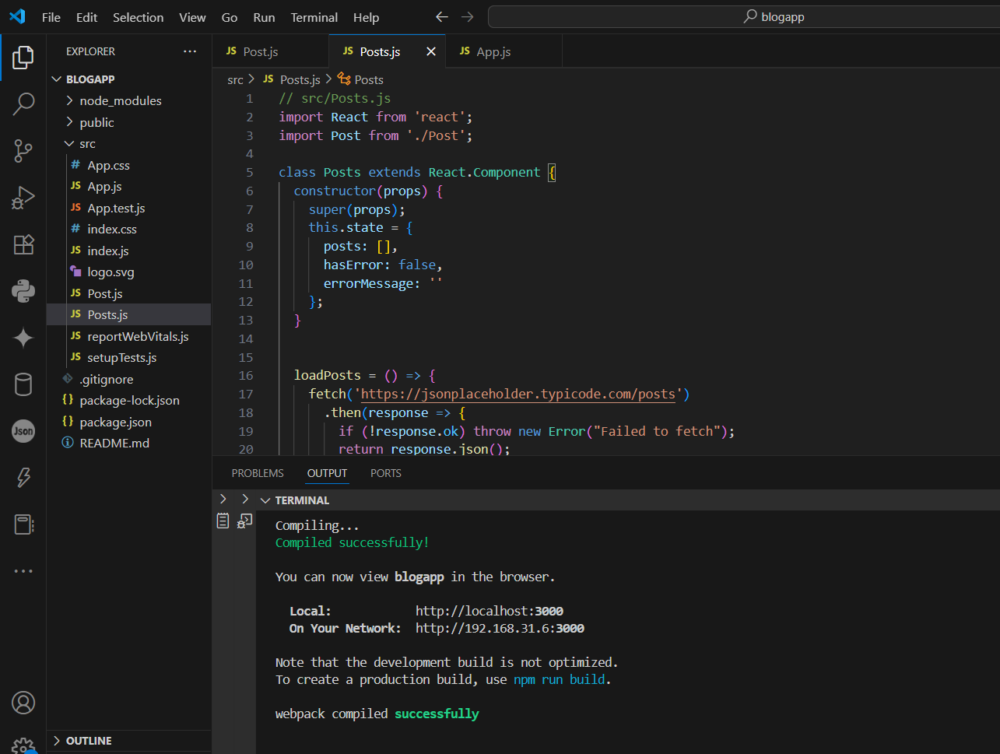 File Edit Selection View Go Run Terminal Help
blogapp
EXPLORER
BLOGAPP
node_modules
public
src
# App.css
JS App.js
JS App.test.js
# index.css
JS index.js
logo.svg
JS Post.js
JS Posts.js
JS reportWebVitals.js
JS setupTests.js
.gitignore
{} package-lock.json
{} package.json
README.md
OUTLINE
Json
JS Post.js JS Posts.js JS App.js
src > JS Posts.js > Posts
1 // src/Posts.js
2 import React from 'react';
3 import Post from './Post';
4
5 class Posts extends React.Component {
6 constructor(props) {
7 super(props);
8 this.state = {
9 posts: [],
10 hasError: false,
11 errorMessage: ''
12 };
13 }
14
15
16 loadPosts = () => {
17 fetch('https://jsonplaceholder.typicode.com/posts')
18 .then(response => {
19 if (!response.ok) throw new Error("Failed to fetch");
20 return response.json();
PROBLEMS OUTPUT PORTS
TERMINAL
Compiling...
Compiled successfully!
You can now view blogapp in the browser.
Local: http://localhost:3000
On Your Network: http://192.168.31.6:3000
Note that the development build is not optimized.
To create a production build, use npm run build.
webpack compiled successfully